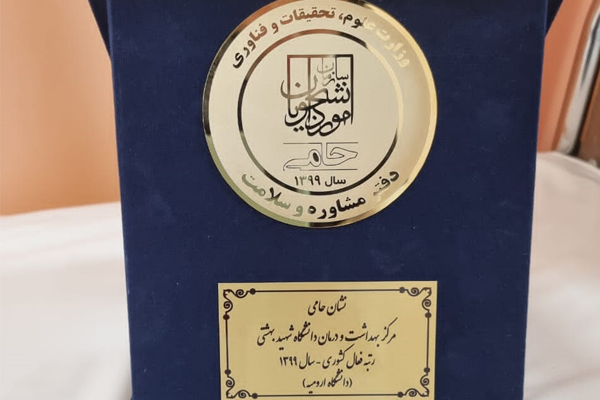 وزارت علوم، تحقیقات و فناوری
سازمان
امور دانشجویان
حامی
سال ۱۳۹۹
دفتر مشاوره و سلامت
نشان حامی
مرکز بهداشت و درمان دانشگاه شهید بهشتی
رتبه فعال کشوری - سال ۱۳۹۹
(دانشگاه ارومیه)